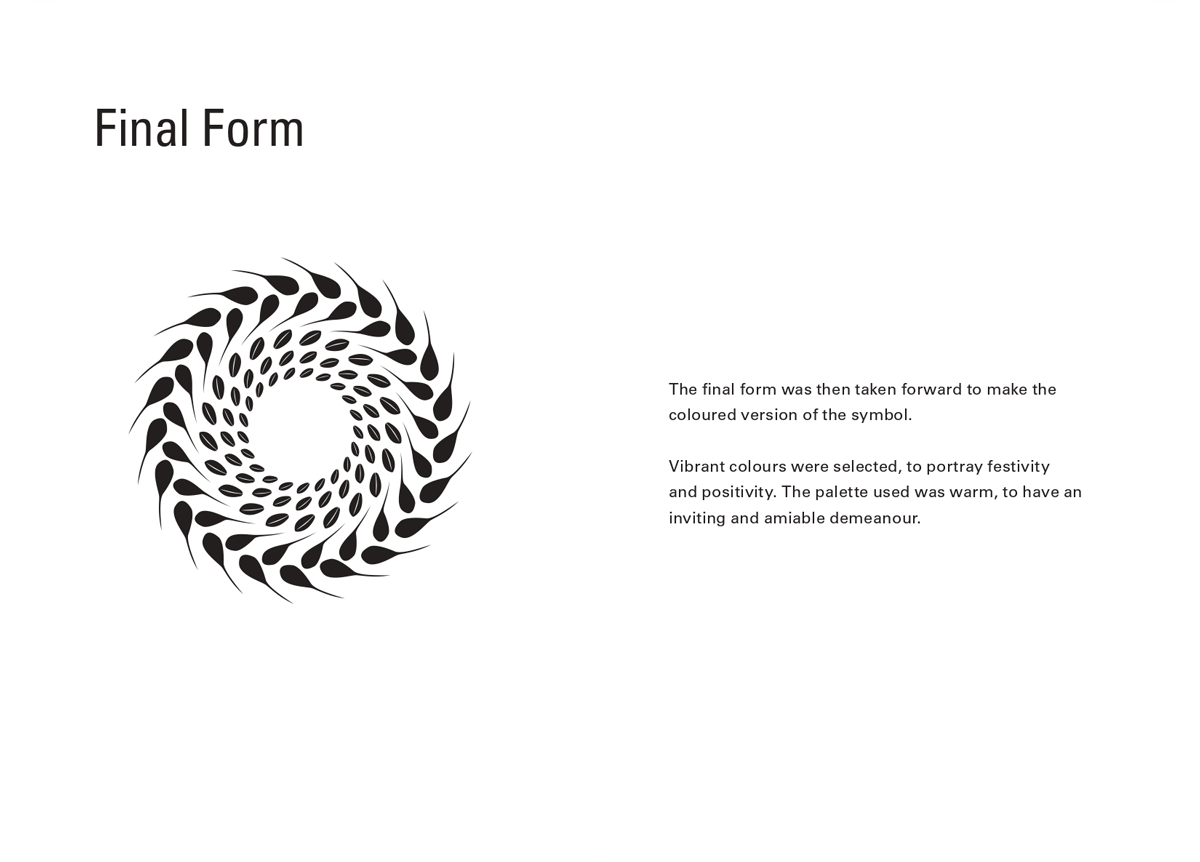 Final Form
The final form was then taken forward to make the
coloured version of the symbol.
Vibrant colours were selected, to portray festivity
and positivity. The palette used was warm, to have an
inviting and amiable demeanour.